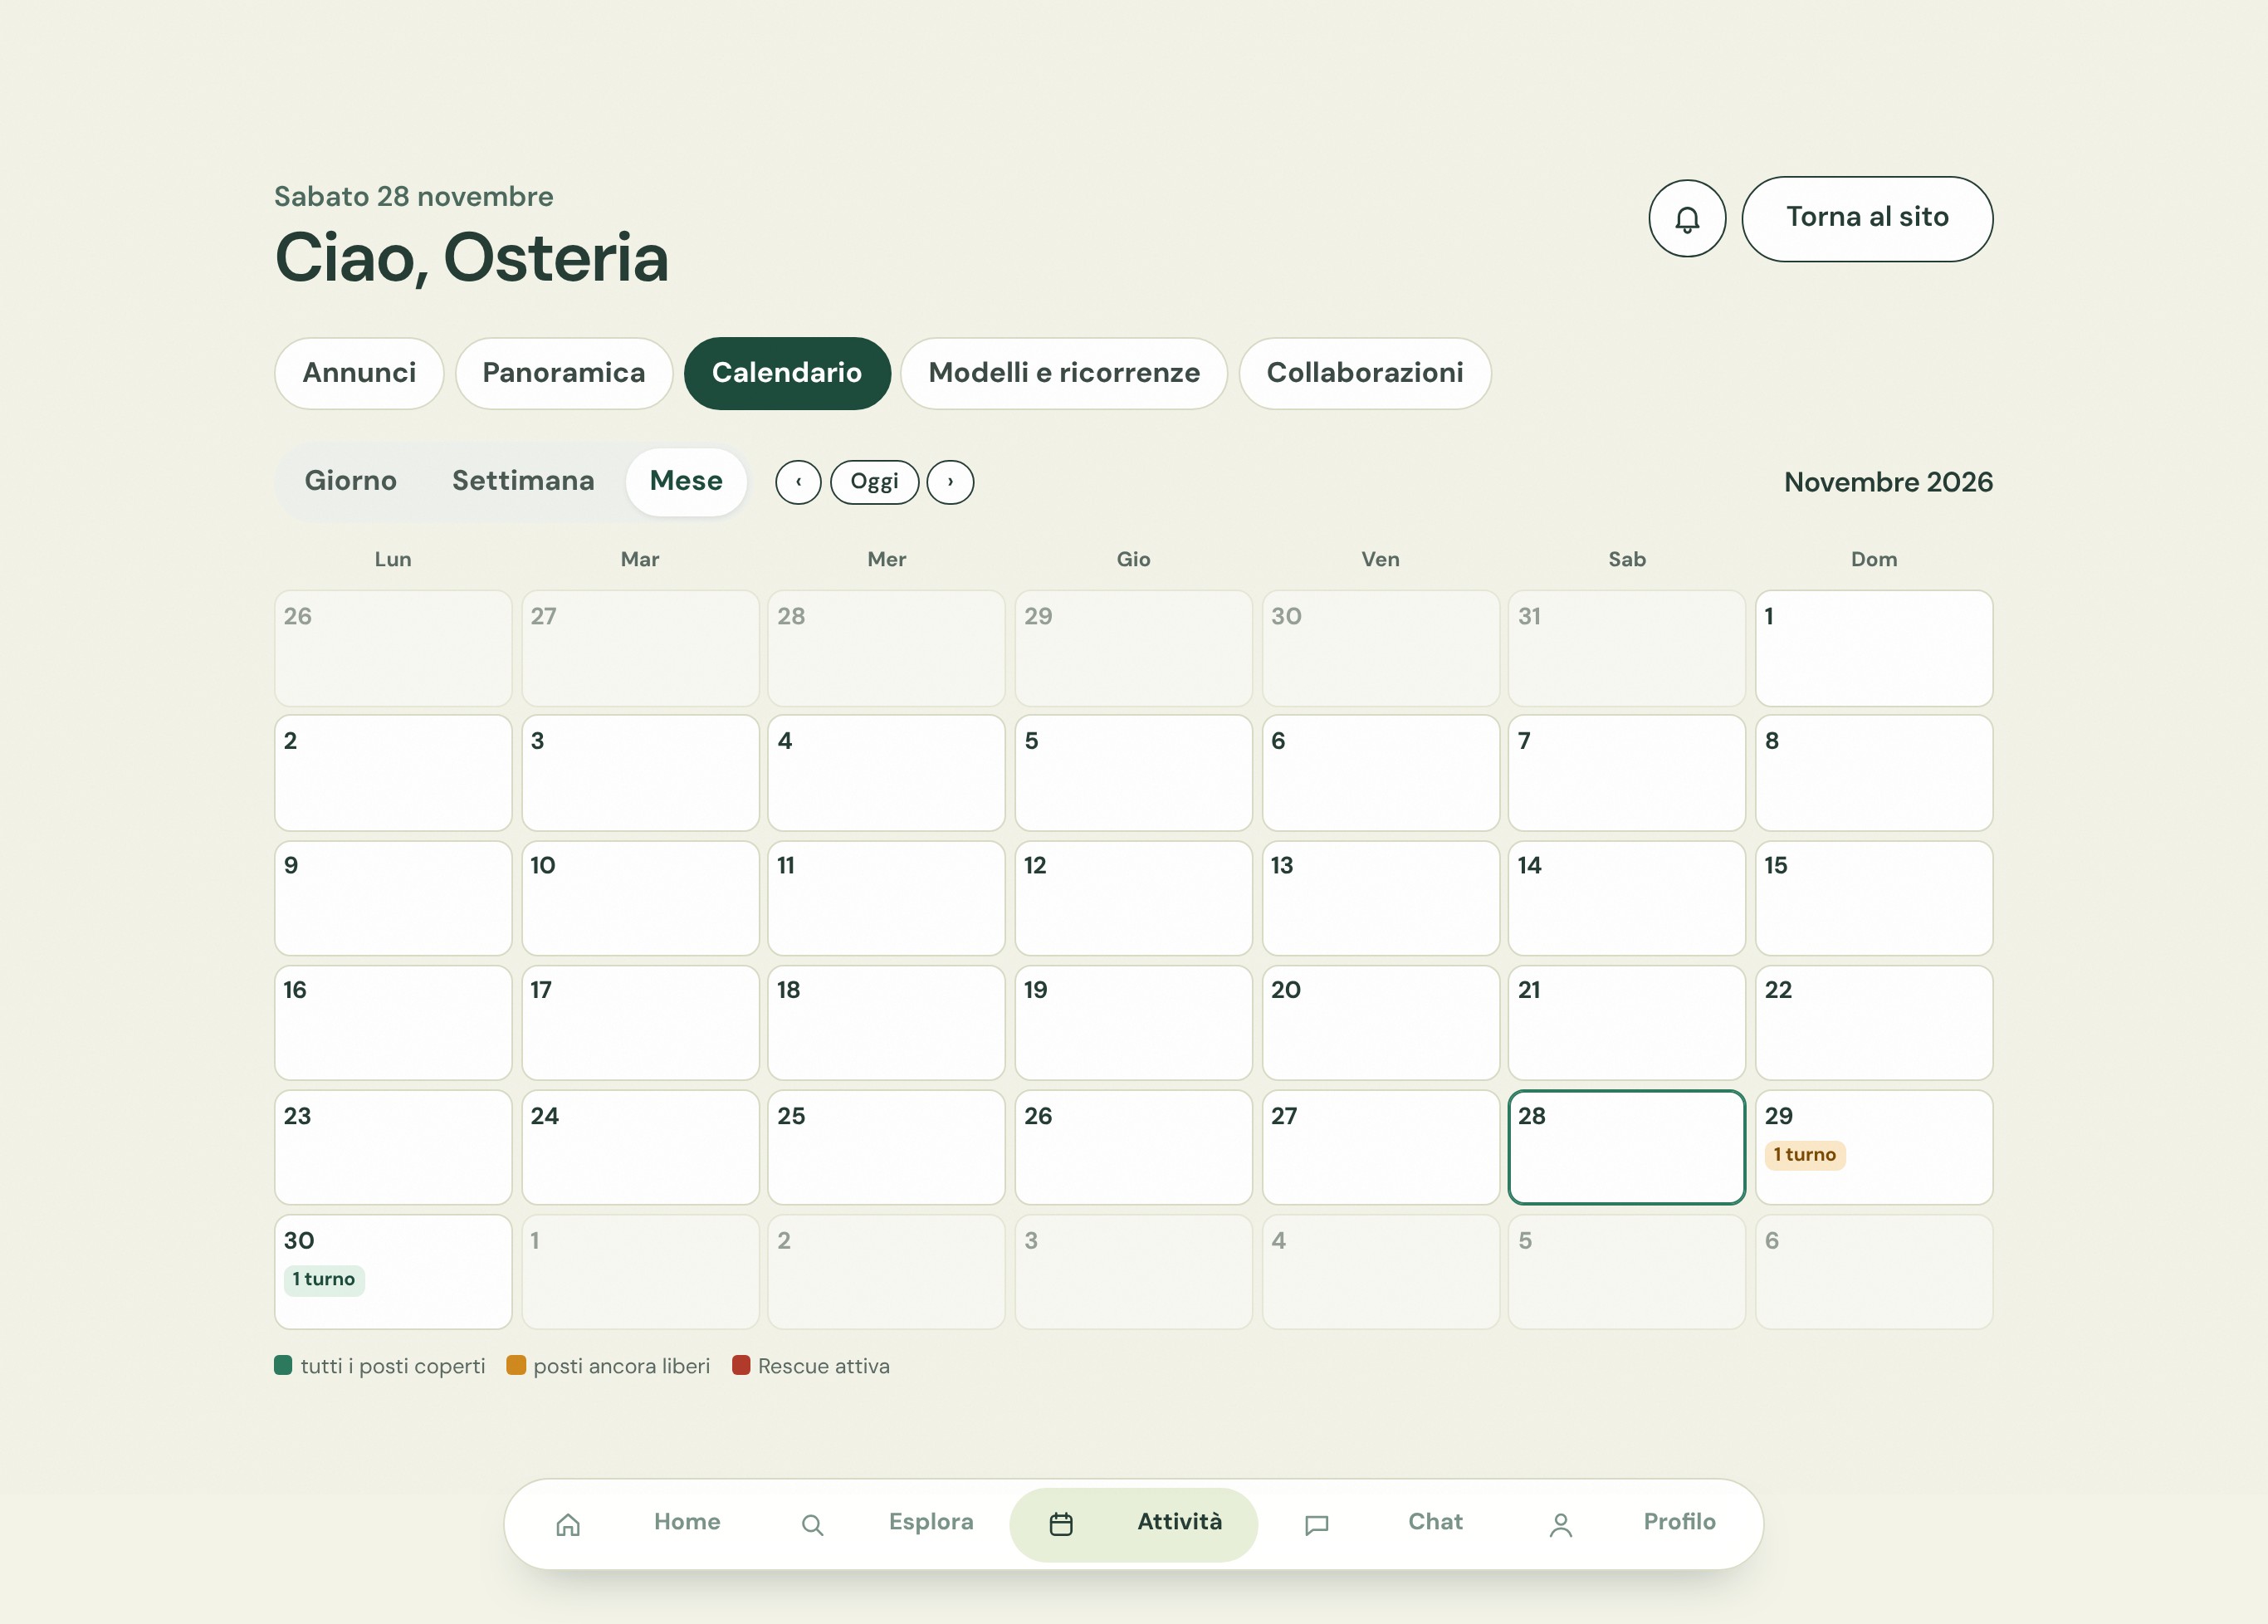 Sabato 28 novembre
Ciao, Osteria
Torna al sito
Annunci Panoramica Calendario Modelli e ricorrenze Collaborazioni
Giorno Settimana Mese ‹ Oggi › Novembre 2026
Lun Mar Mer Gio Ven Sab Dom
26 27 28 29 30 31 1
2 3 4 5 6 7 8
9 10 11 12 13 14 15
16 17 18 19 20 21 22
23 24 25 26 27 28 29
1 turno
30 1 2 3 4 5 6
1 turno
tutti i posti coperti posti ancora liberi Rescue attiva
Home Esplora Attività Chat Profilo